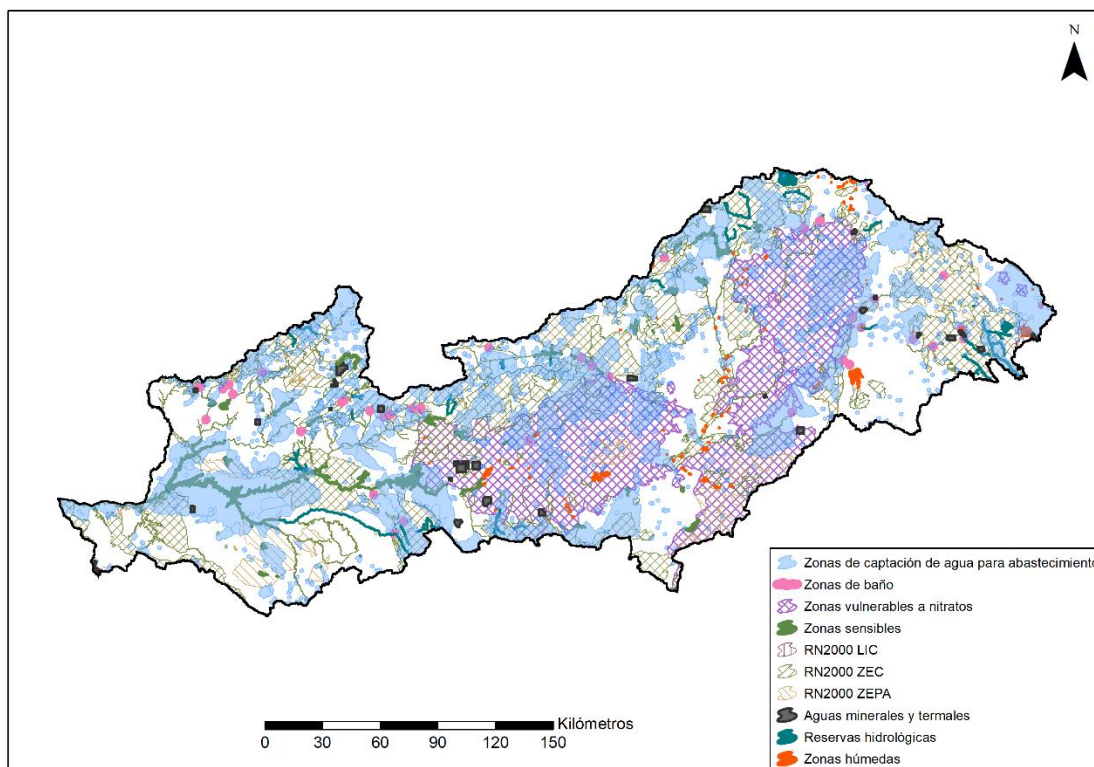 N
Zonas de captación de agua para abastecimiento
Zonas de baño
Zonas vulnerables a nitratos
Zonas sensibles
RN2000 LIC
RN2000 ZEC
RN2000 ZEPA
Aguas minerales y termales
Reservas hidrológicas
Zonas húmedas
Kilómetros
0 30 60 90 120 150